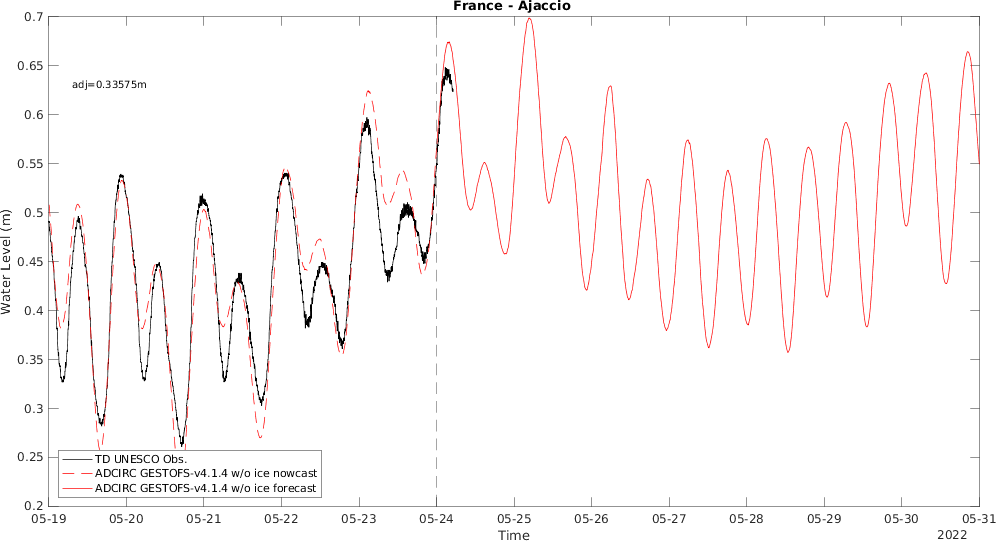 France - Ajaccio
0.7
0.65
0.6
0.55
0.5
0.45
0.4
0.35
0.3
0.25
0.2
Water Level (m)
adj=0.33575m
TD UNESCO Obs.
ADCIRC GESTOFS-v4.1.4 w/o ice nowcast
ADCIRC GESTOFS-v4.1.4 w/o ice forecast
05-19 05-20 05-21 05-22 05-23 05-24 05-25 05-26 05-27 05-28 05-29 05-30 05-31
Time
2022